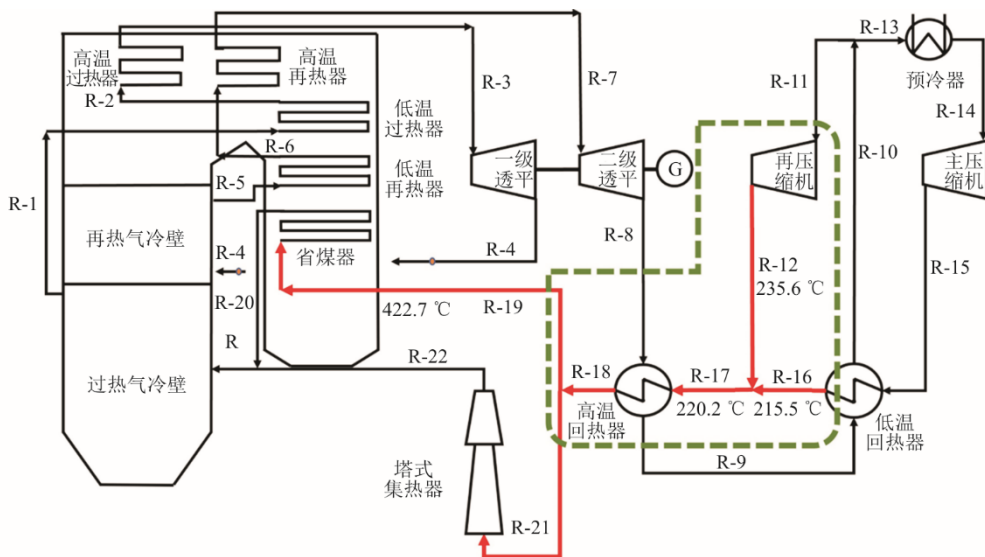 高温
过热器
R-2
高温
再热器
R-3
R-7
R-13
预冷器
R-11
R-14
低温
过热器
R-6
R-10
一级
透平
二级
透平
G
再压
缩机
主压
缩机
低温
再热器
R-5
R-1
再热气冷壁
R-4
省煤器
R-4
R-8
R-12
235.6 ℃
R-15
R-20
422.7 ℃
R-19
R
R-22
过热气冷壁
R-18
R-17
R-16
220.2 ℃
215.5 ℃
高温
回热器
低温
回热器
R-9
塔式
集热器
R-21